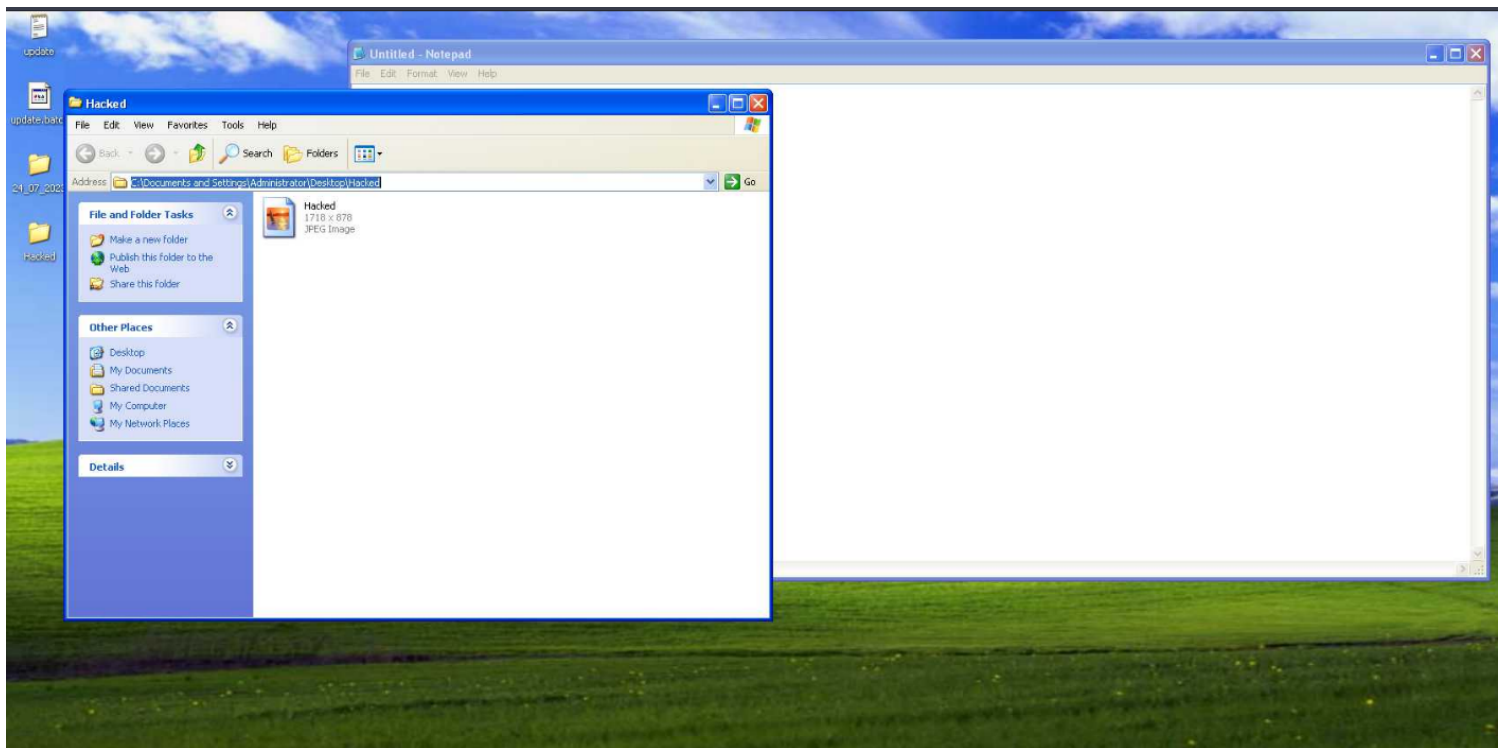 update
Untitled - Notepad
File Edit Format View Help
Hacked
update.batc
File Edit View Favorites Tools Help
Back Search Folders
24_07_202
Address C:\Documents and Settings\Administrator\Desktop\Hacked Go
File and Folder Tasks
Hacked
1718 x 878
JPEG Image
Make a new folder
Publish this folder to the
Web
Share this folder
Hacked
Other Places
Desktop
My Documents
Shared Documents
My Computer
My Network Places
Details